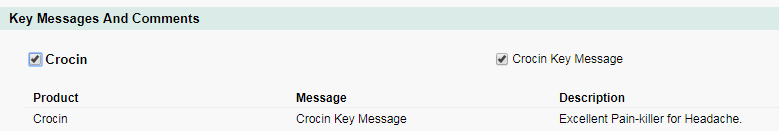 Key Messages And Comments
Crocin Crocin Key Message
Product Message Description
Crocin Crocin Key Message Excellent Pain-killer for Headache.